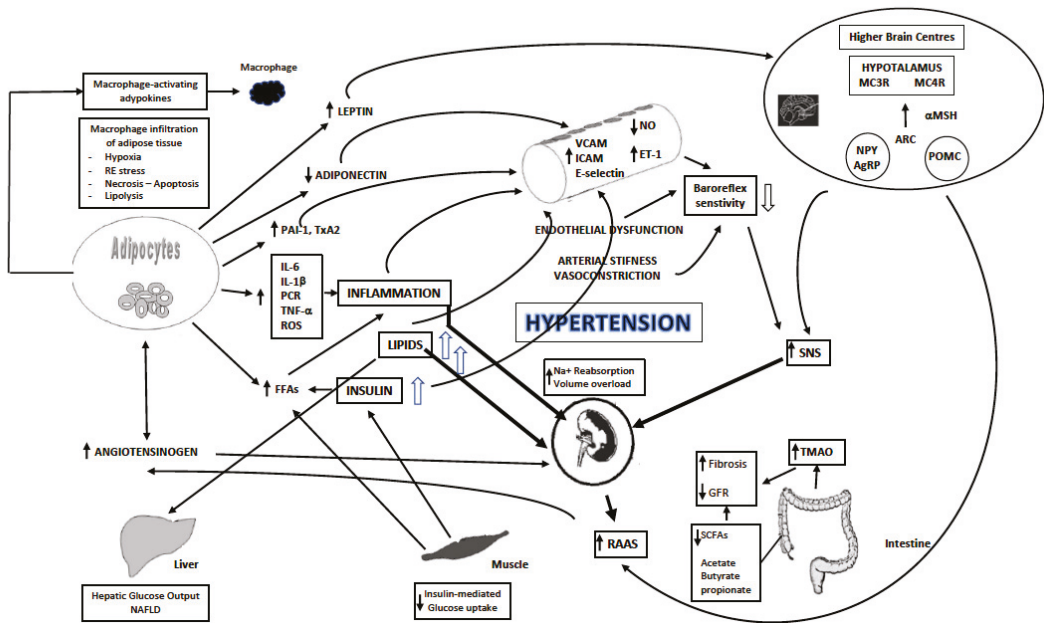 Higher Brain Centres
HYPOTALAMUS
MC3R MC4R
αMSH
ARC
NPY
AgRP
POMC
Macrophage
Macrophage-activating
adypokines
Macrophage infiltration
of adipose tissue
- Hypoxia
- RE stress
- Necrosis – Apoptosis
- Lipolysis
Adipocytes
LEPTIN
ADIPONECTIN
PAI-1, TxA2
IL-6
IL-1β
PCR
TNF-α
ROS
INFLAMMATION
LIPIDS
INSULIN
FFAs
ANGIOTENSINOGEN
VCAM
ICAM
E-selectin
NO
ET-1
Baroreflex
senstivity
ENDOTHELIAL DYSFUNCTION
ARTERIAL STIFNESS
VASOCONSTRICTION
HYPERTENSION
SNS
Na+ Reabsorption
Volume overload
RAAS
TMAO
Fibrosis
GFR
SCFAs
Acetate
Butyrate
propionate
Intestine
Liver
Hepatic Glucose Output
NAFLD
Muscle
Insulin-mediated
Glucose uptake